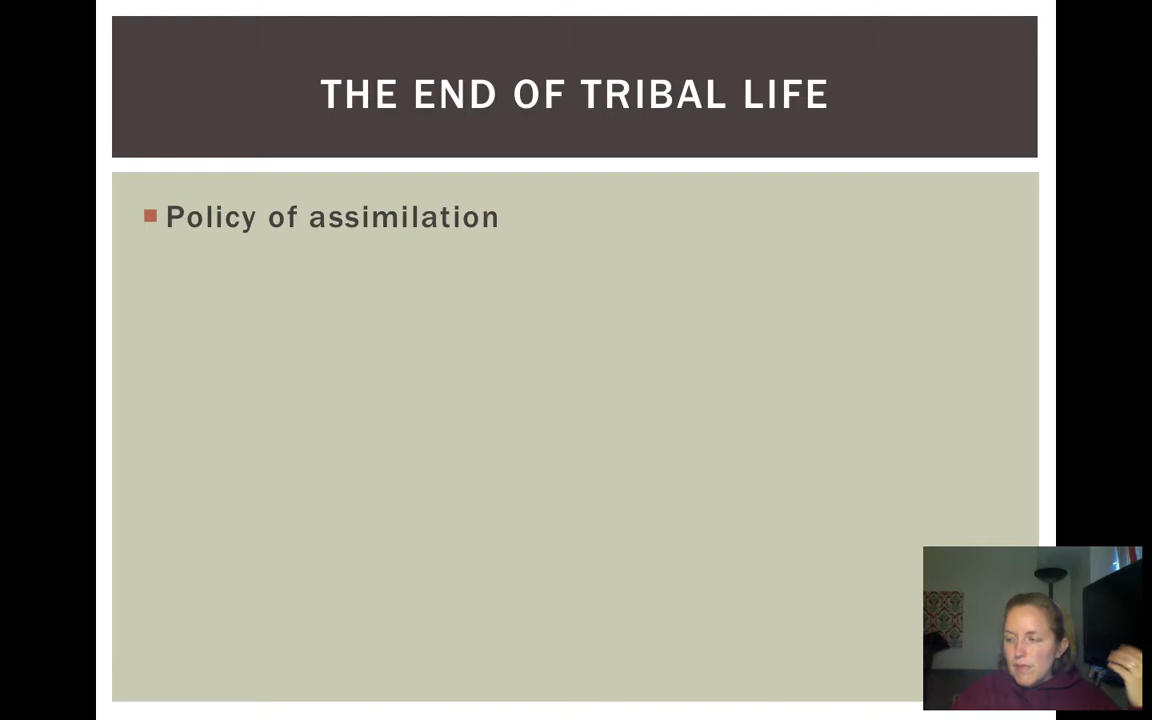 THE END OF TRIBAL LIFE
Policy of assimilation